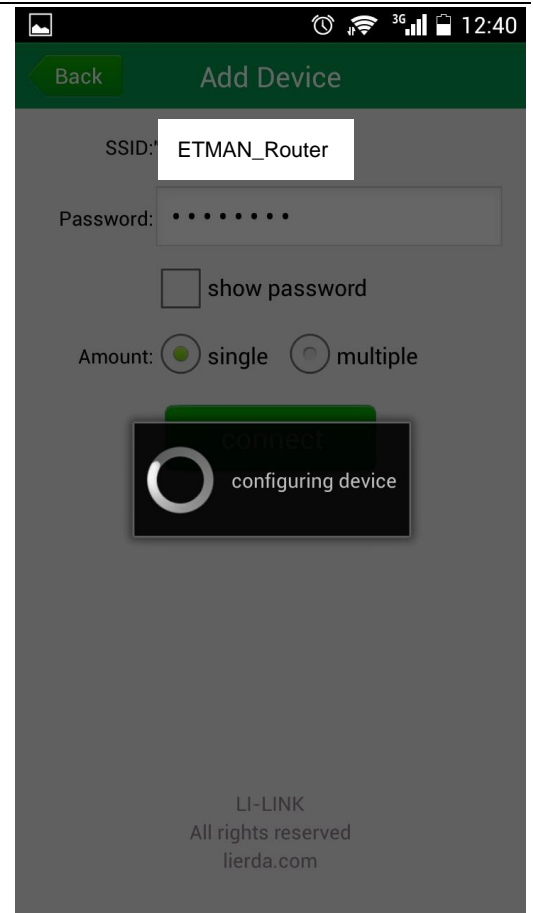 3G 12:40
Back Add Device
SSID:" ETMAN_Router
Password: ••••••••
show password
Amount: single multiple
connect
configuring device
LI-LINK
All rights reserved
lierda.com